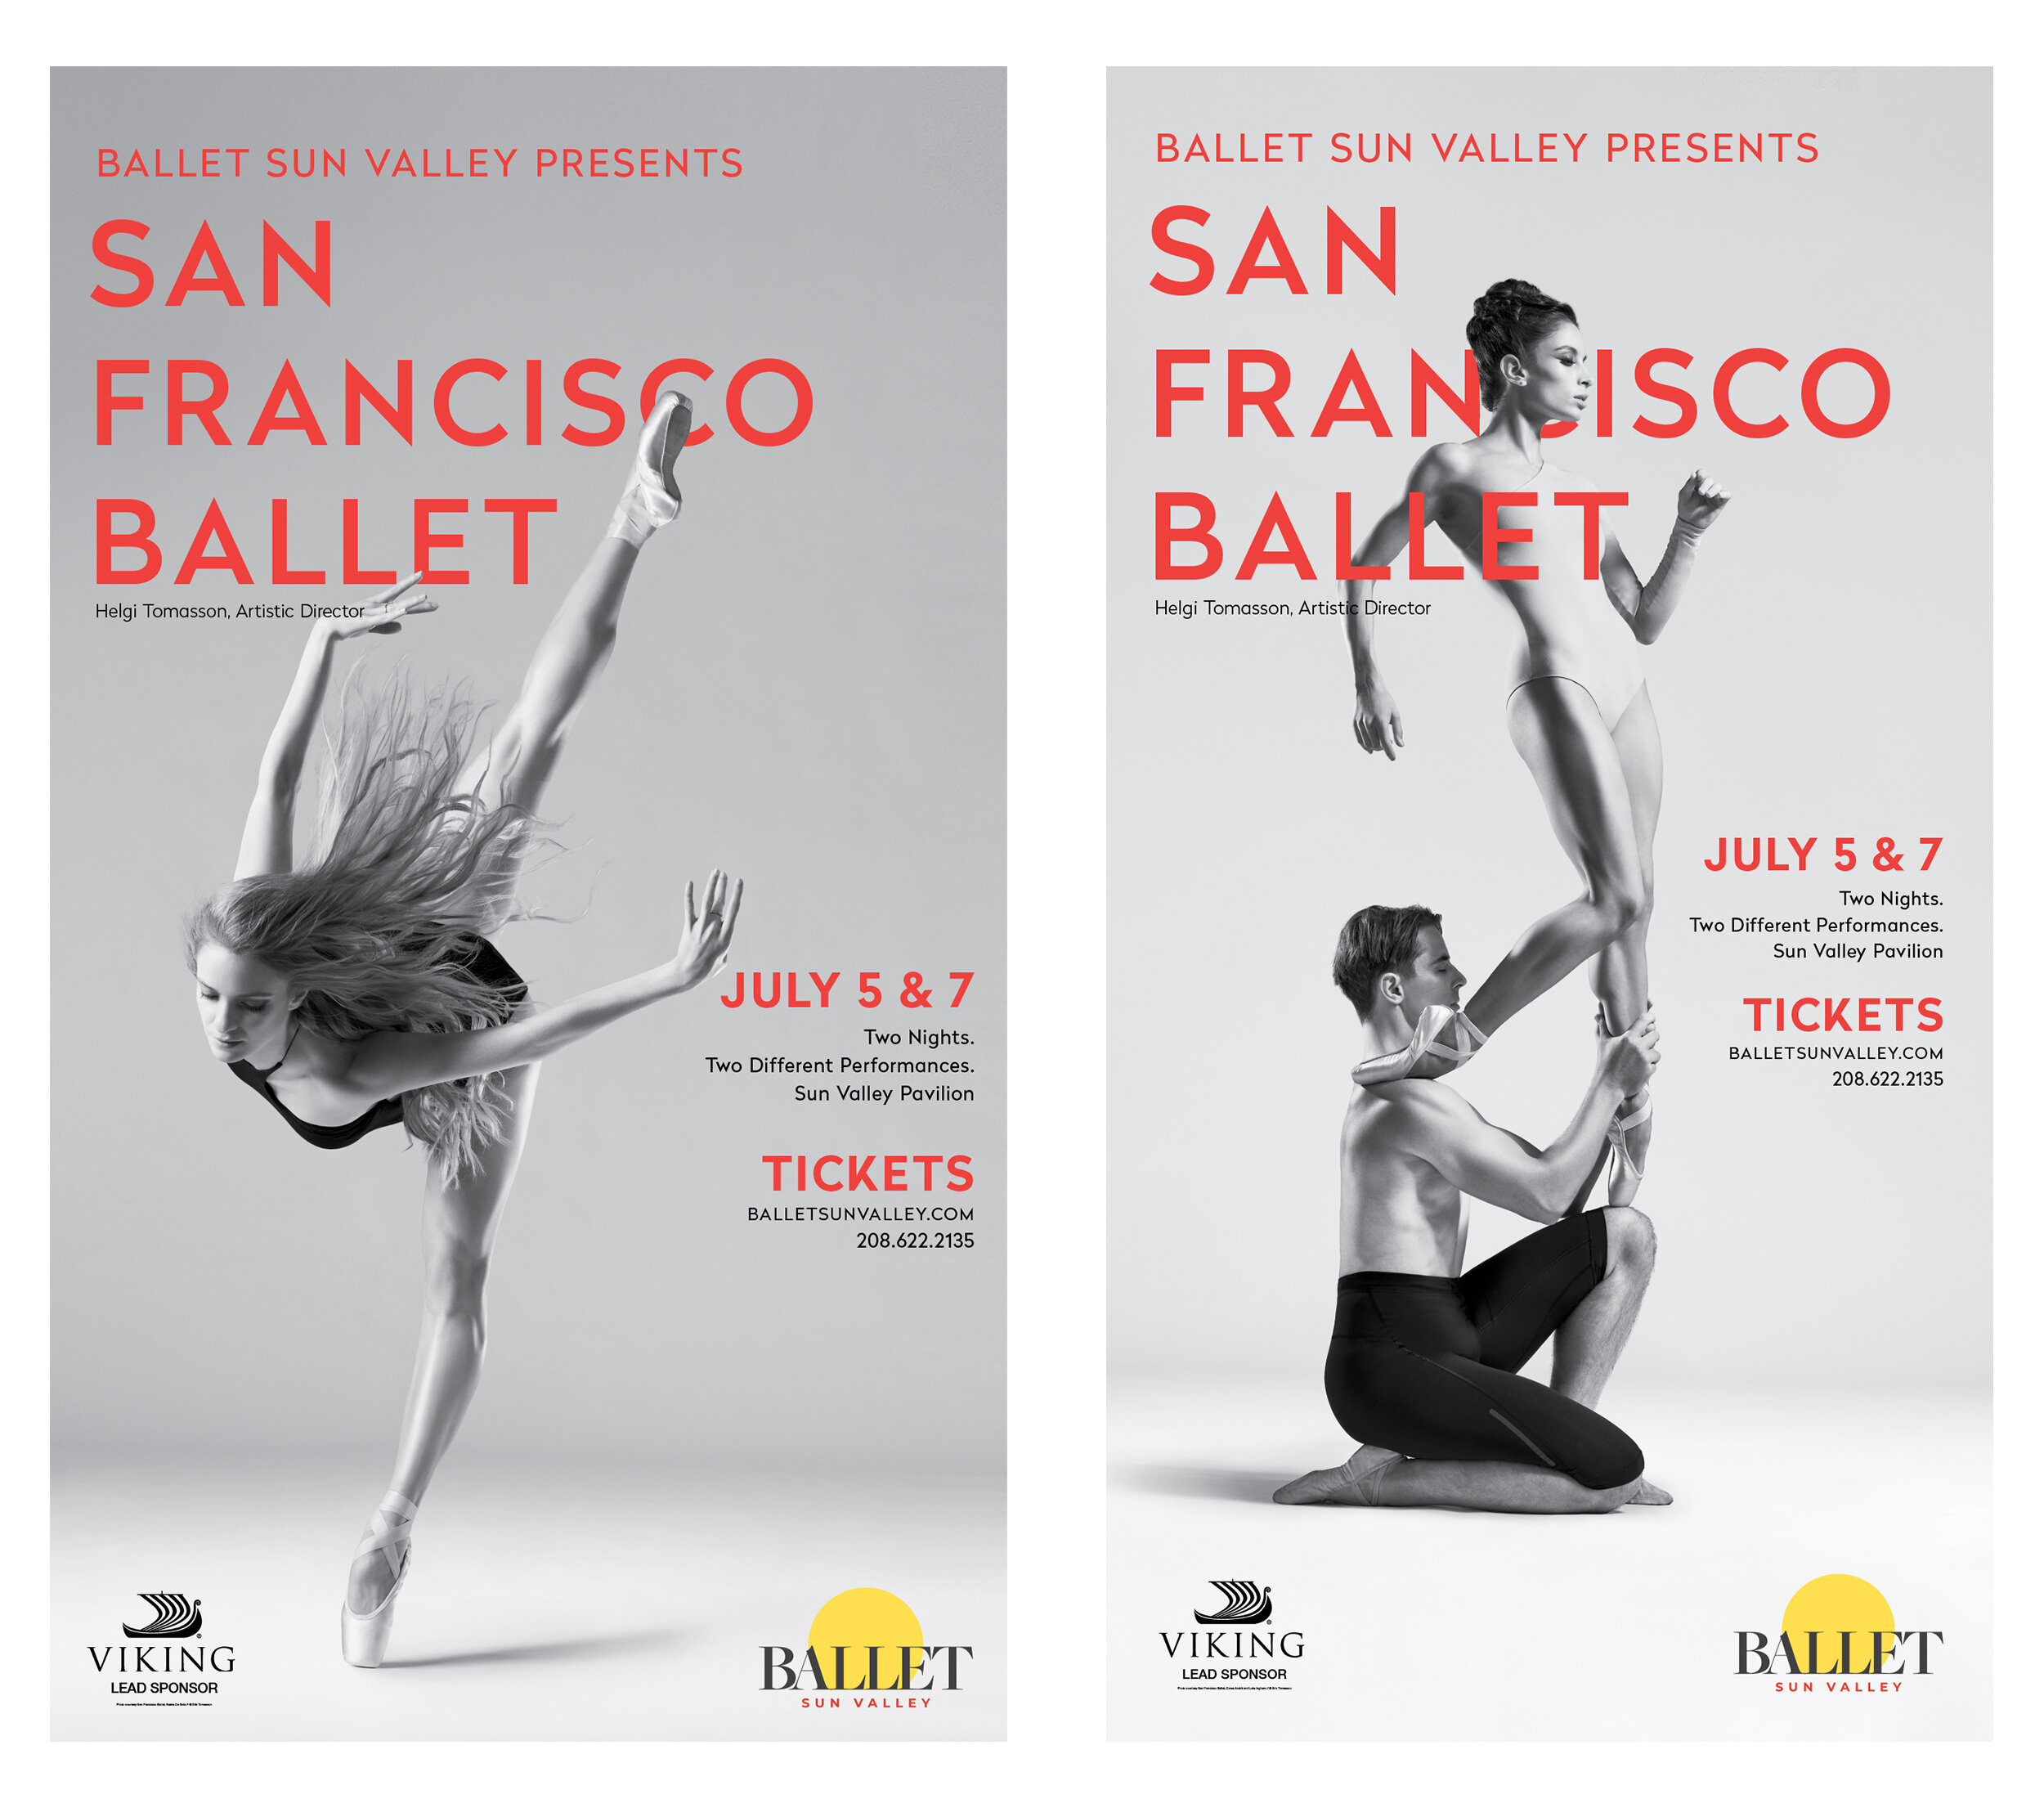 BALLET SUN VALLEY PRESENTS
SAN
FRANCISCO
BALLET
Helgi Tomasson, Artistic Director
JULY 5 & 7
Two Nights.
Two Different Performances.
Sun Valley Pavilion
TICKETS
BALLETSUNVALLEY.COM
208.622.2135
VIKING
LEAD SPONSOR
BALLET
SUN VALLEY
BALLET SUN VALLEY PRESENTS
SAN
FRANCISCO
BALLET
Helgi Tomasson, Artistic Director
JULY 5 & 7
Two Nights.
Two Different Performances.
Sun Valley Pavilion
TICKETS
BALLETSUNVALLEY.COM
208.622.2135
VIKING
LEAD SPONSOR
BALLET
SUN VALLEY